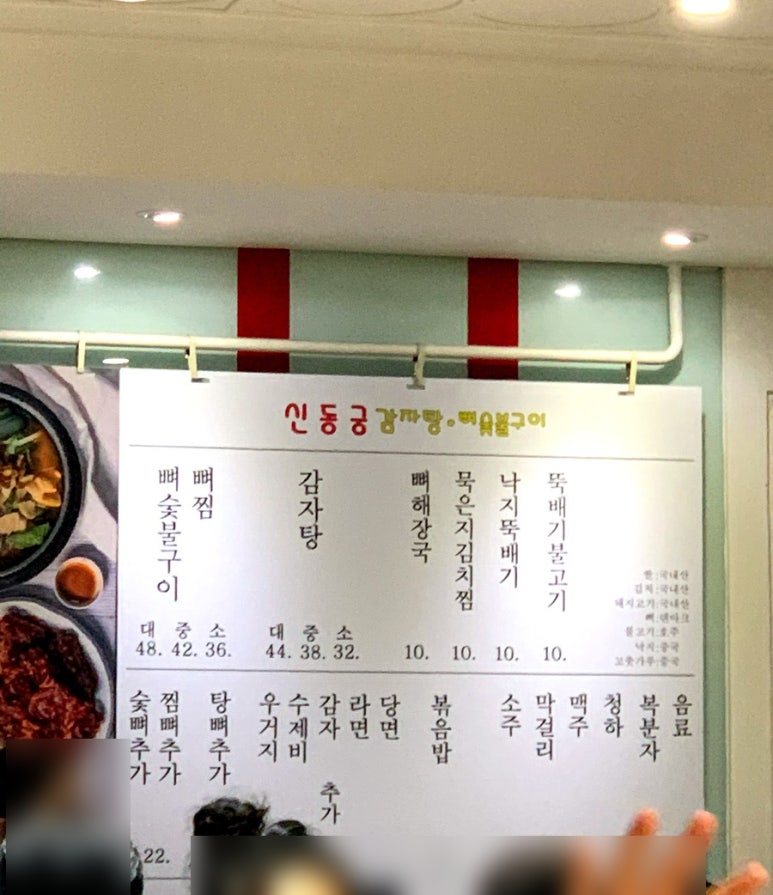 신동궁감자탕·뼈숯불구이
뼈숯불구이
뼈찜
감자탕
뼈해장국
묵은지김치찜
낙지뚝배기
뚝배기불고기
대 중 소
48. 42. 36.
대 중 소
44. 38. 32.
10.
10.
10.
10.
쌀:국내산
김치:국내산
돼지고기:국내산
뼈:덴마크
불고기:호주
낙지:중국
고춧가루:중국
숯뼈추가
찜뼈추가
탕뼈추가
우거지
수제비
감자 추가
라면
당면
볶음밥
소주
막걸리
맥주
청하
복분자
음료
22.